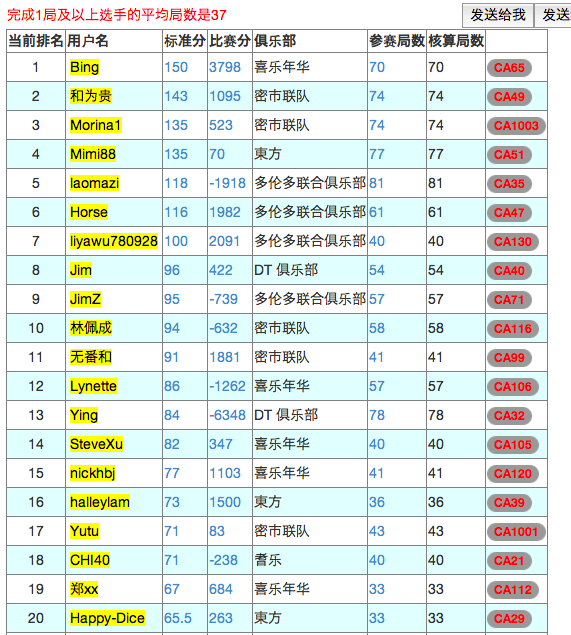 完成1局及以上选手的平均局数是37 发送给我 发送
当前排名 用户名 标准分 比赛分 俱乐部 参赛局数 核算局数
1 Bing 150 3798 喜乐年华 70 70 CA65
2 和为贵 143 1095 密市联队 74 74 CA49
3 Morina1 135 523 密市联队 74 74 CA1003
4 Mimi88 135 70 東方 77 77 CA51
5 laomazi 118 -1918 多伦多联合俱乐部 81 81 CA35
6 Horse 116 1982 多伦多联合俱乐部 61 61 CA47
7 liyawu780928 100 2091 多伦多联合俱乐部 40 40 CA130
8 Jim 96 422 DT 俱乐部 54 54 CA40
9 JimZ 95 -739 多伦多联合俱乐部 57 57 CA71
10 林佩成 94 -632 密市联队 58 58 CA116
11 无番和 91 1881 密市联队 41 41 CA99
12 Lynette 86 -1262 喜乐年华 57 57 CA106
13 Ying 84 -6348 DT 俱乐部 78 78 CA32
14 SteveXu 82 347 喜乐年华 40 40 CA105
15 nickhbj 77 1103 喜乐年华 41 41 CA120
16 halleylam 73 1500 東方 36 36 CA39
17 Yutu 71 83 密市联队 43 43 CA1001
18 CHI40 71 -238 耆乐 40 40 CA21
19 郑xx 67 684 喜乐年华 33 33 CA112
20 Happy-Dice 65.5 263 東方 33 33 CA29